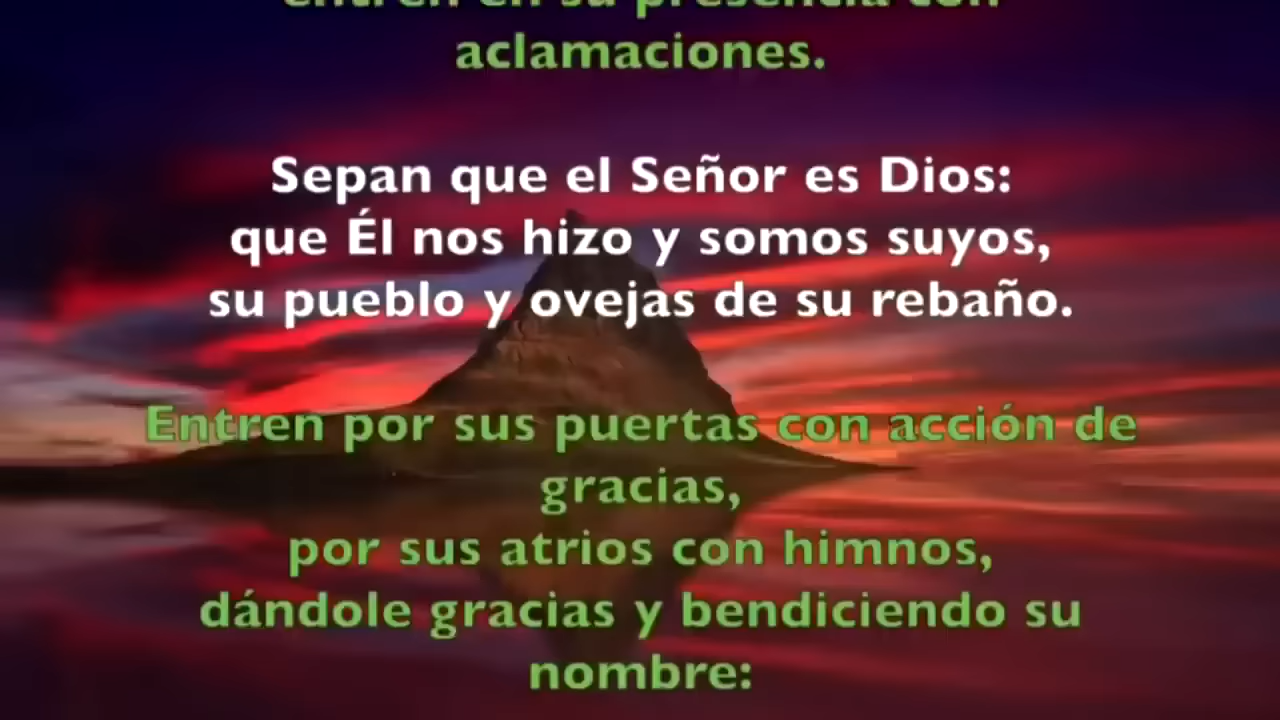 entren en su presencia con
aclamaciones.
Sepan que el Señor es Dios:
que Él nos hizo y somos suyos,
su pueblo y ovejas de su rebaño.
Entren por sus puertas con acción de
gracias,
por sus atrios con himnos,
dándole gracias y bendiciendo su
nombre: